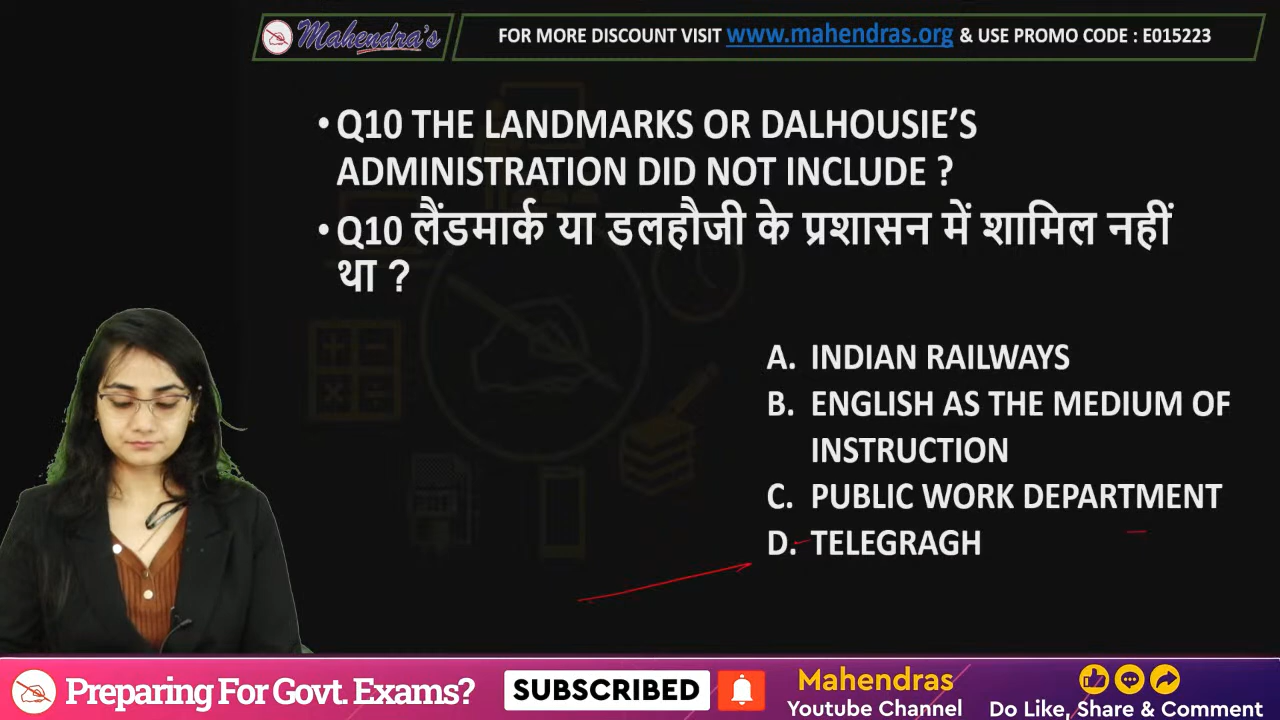 Mahendra's
FOR MORE DISCOUNT VISIT www.mahendras.org & USE PROMO CODE : E015223
• Q10 THE LANDMARKS OR DALHOUSIE'S
ADMINISTRATION DID NOT INCLUDE ?
• Q10 लैंडमार्क या डलहौजी के प्रशासन में शामिल नहीं
था ?
A. INDIAN RAILWAYS
B. ENGLISH AS THE MEDIUM OF
INSTRUCTION
C. PUBLIC WORK DEPARTMENT
D. TELEGRAGH
Preparing For Govt. Exams?
SUBSCRIBED
Mahendras
Youtube Channel
Do Like, Share & Comment